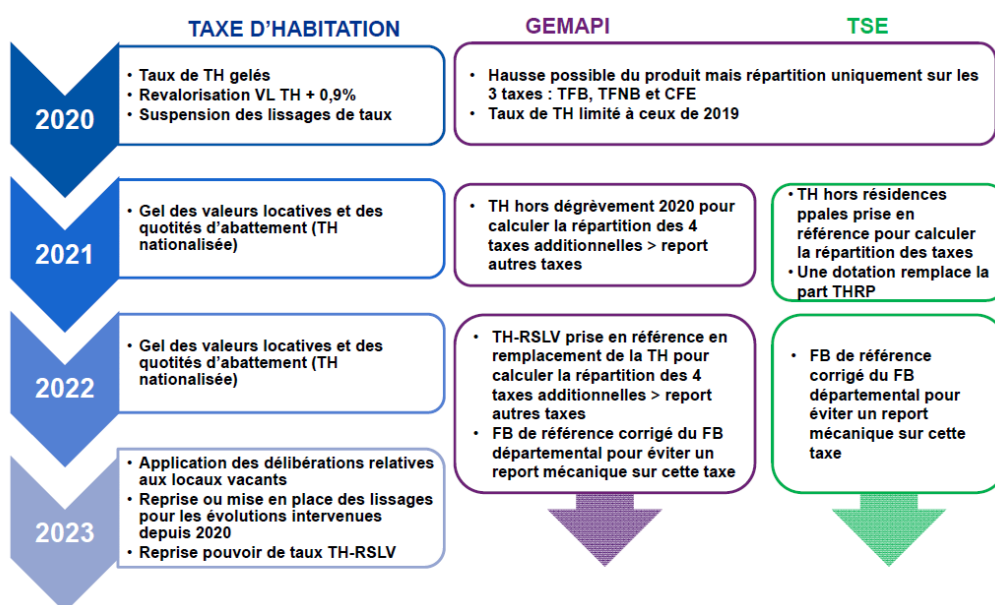 TAXE D'HABITATION
GEMAPI
TSE
2020
• Taux de TH gelés
• Revalorisation VL TH + 0,9%
• Suspension des lissages de taux
• Hausse possible du produit mais répartition uniquement sur les
3 taxes : TFB, TFNB et CFE
• Taux de TH limité à ceux de 2019
2021
• Gel des valeurs locatives et des
quotités d'abattement (TH
nationalisée)
• TH hors dégrèvement 2020 pour
calculer la répartition des 4
taxes additionnelles > report
autres taxes
• TH hors résidences
ppales prise en
référence pour calculer
la répartition des taxes
• Une dotation remplace la
part THRP
2022
• Gel des valeurs locatives et des
quotités d'abattement (TH
nationalisée)
• TH-RSLV prise en référence en
remplacement de la TH pour
calculer la répartition des 4
taxes additionnelles > report
autres taxes
• FB de référence corrigé du FB
départemental pour éviter un
report mécanique sur cette taxe
• FB de référence
corrigé du FB
départemental pour
éviter un report
mécanique sur cette
taxe
2023
• Application des délibérations relatives
aux locaux vacants
• Reprise ou mise en place des lissages
pour les évolutions intervenues
depuis 2020
• Reprise pouvoir de taux TH-RSLV